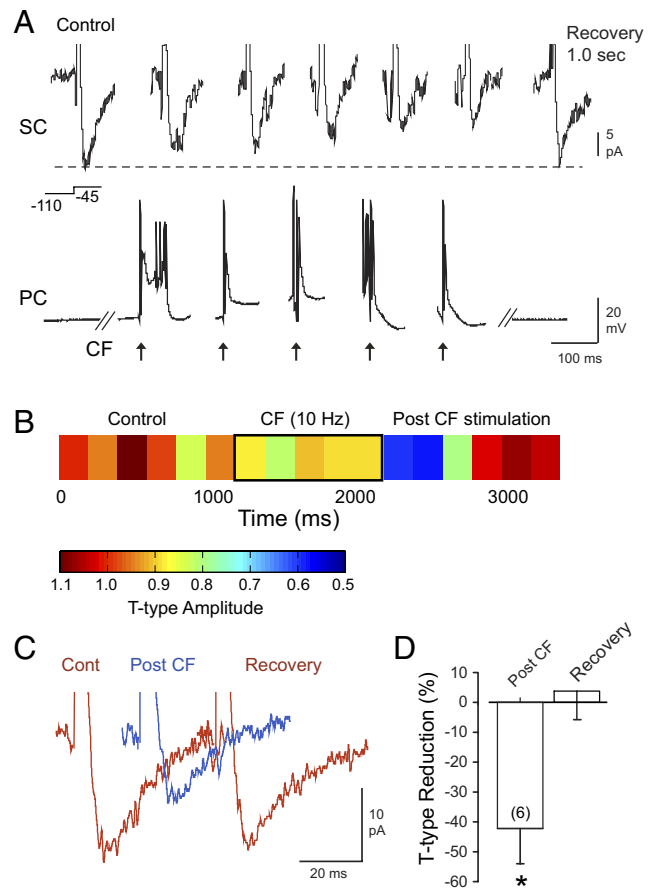 A
Control
Recovery
1.0 sec
SC
5
pA
-110
-45
PC
20
mV
CF
100 ms
B
Control
CF (10 Hz)
Post CF stimulation
0
1000
2000
3000
Time (ms)
1.1
1.0
0.9
0.8
0.7
0.6
0.5
T-type Amplitude
C
Cont
Post CF
Recovery
10
pA
20 ms
D
Post CF
Recovery
T-type Reduction (%)
10
0
-10
-20
-30
-40
-50
-60
(6)
*